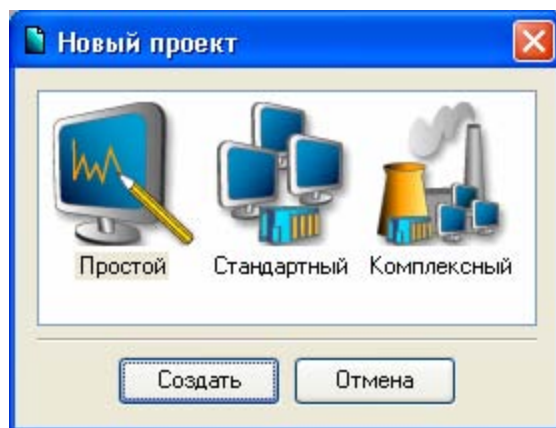 Новый проект
Простой Стандартный Комплексный
Создать Отмена